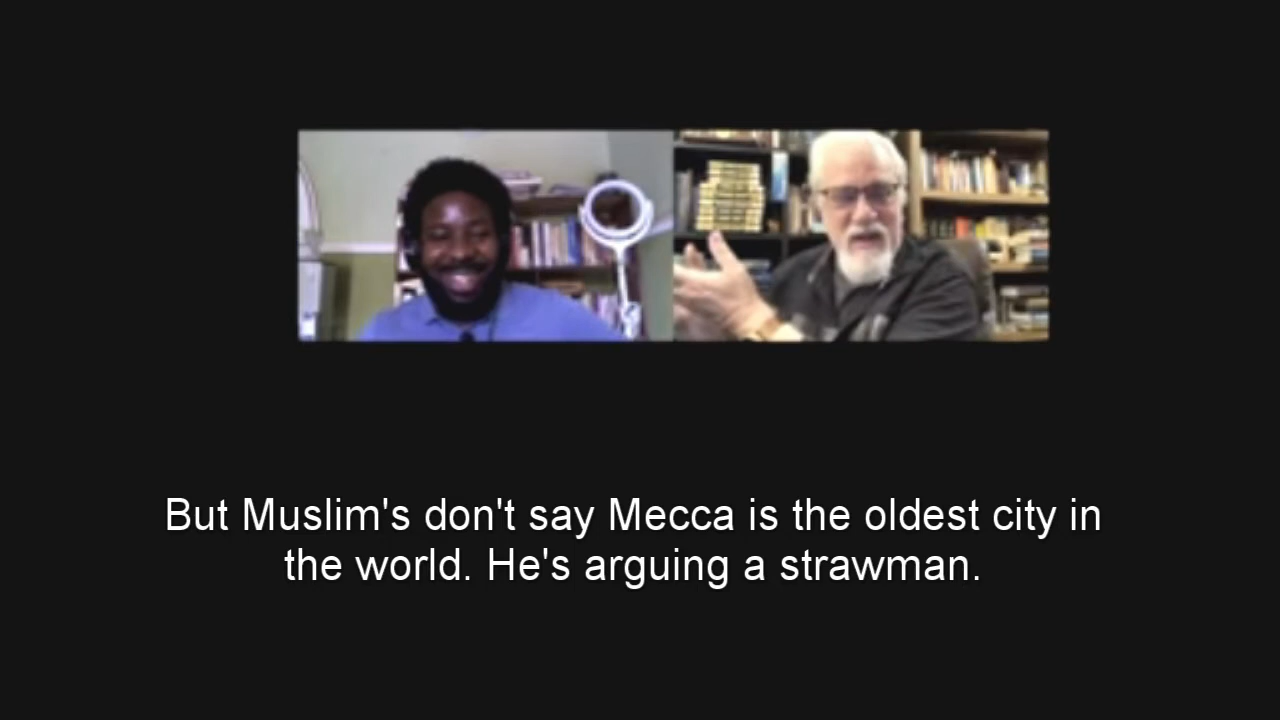 But Muslim's don't say Mecca is the oldest city in
the world. He's arguing a strawman.